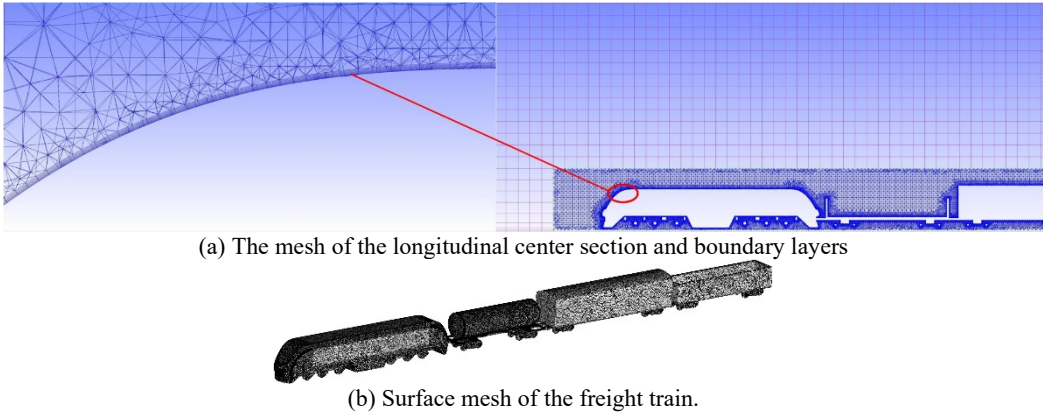 (a) The mesh of the longitudinal center section and boundary layers
(b) Surface mesh of the freight train.